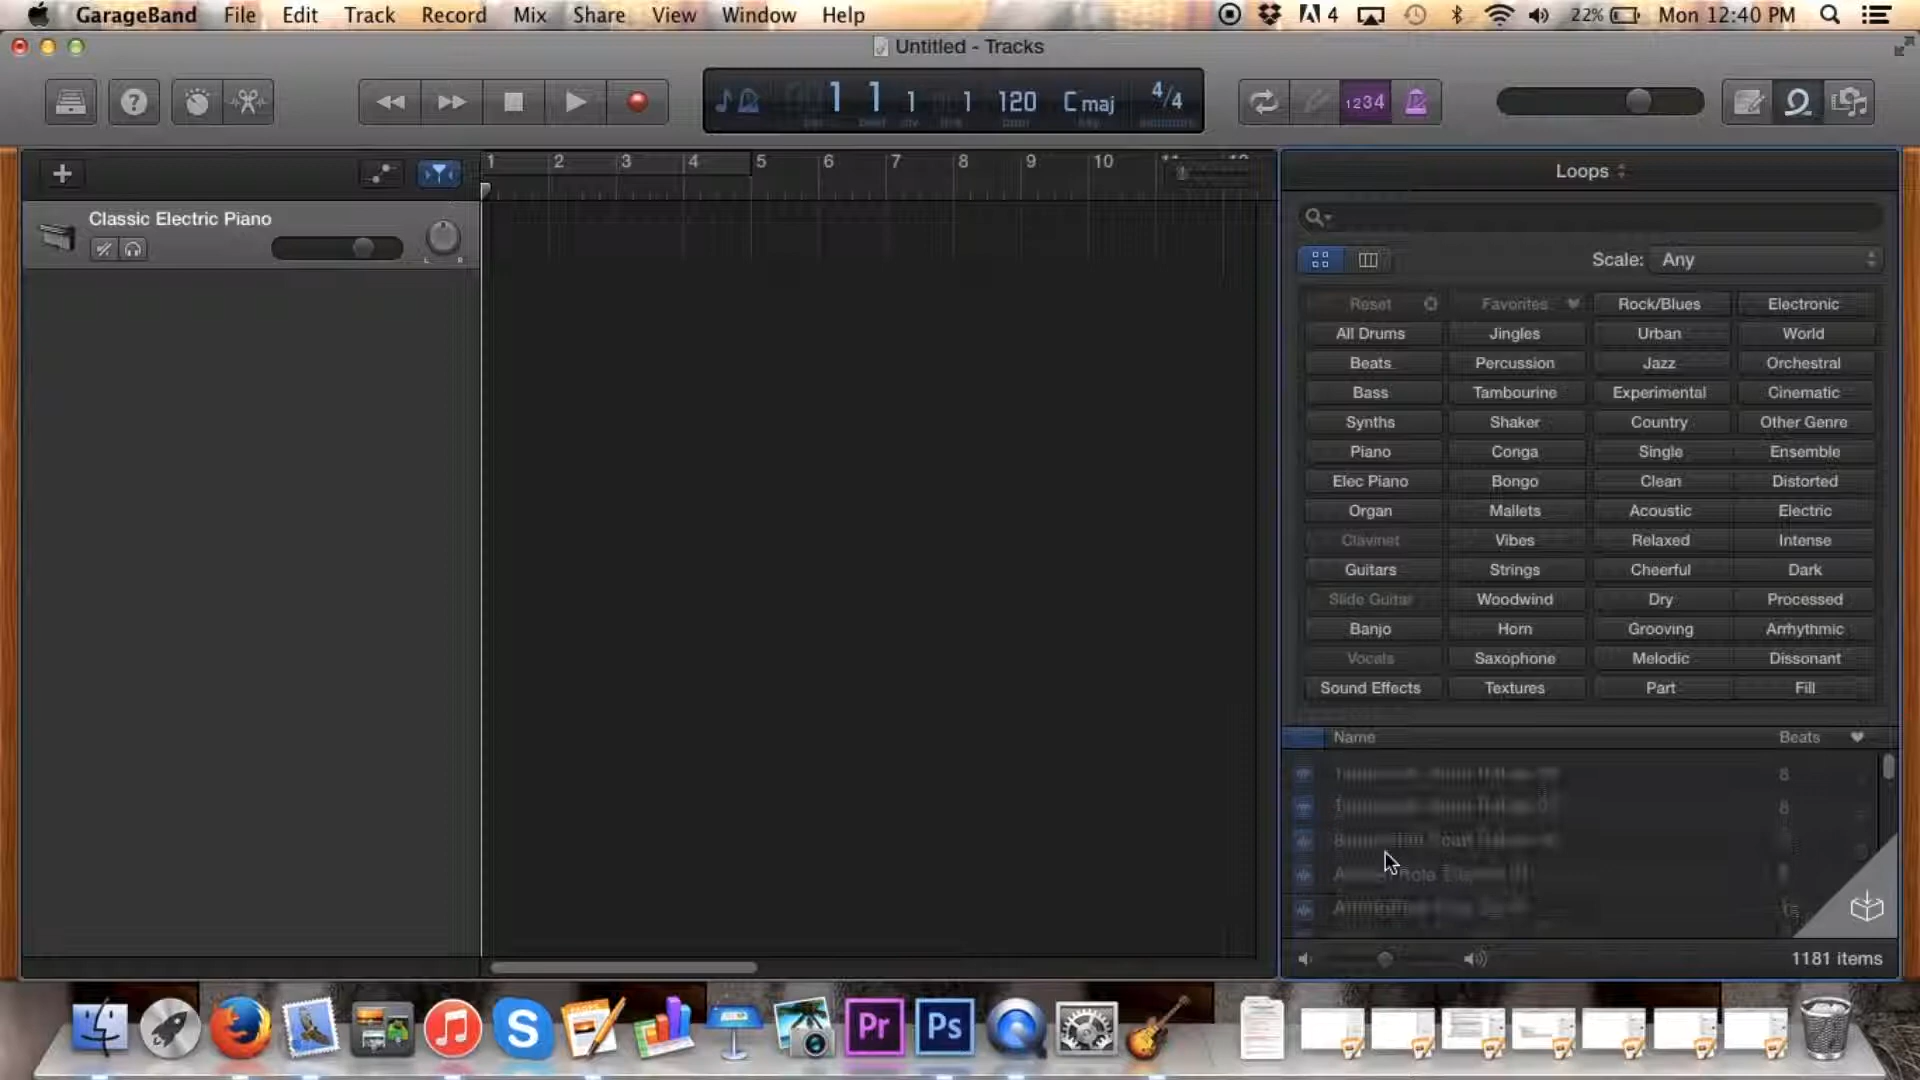 GarageBand File Edit Track Record Mix Share View Window Help 4 22% Mon 12:40 PM
Untitled - Tracks
1 1 1 1 120 C maj 4/4
1234
1 2 3 4 5 6 7 8 9 10
Loops
Classic Electric Piano
L R
Scale: Any
Reset Favorites Rock/Blues Electronic
All Drums Jingles Urban World
Beats Percussion Jazz Orchestral
Bass Tambourine Experimental Cinematic
Synths Shaker Country Other Genre
Piano Conga Single Ensemble
Elec Piano Bongo Clean Distorted
Organ Mallets Acoustic Electric
Clavinet Vibes Relaxed Intense
Guitars Strings Cheerful Dark
Slide Guitar Woodwind Dry Processed
Banjo Horn Grooving Arrhythmic
Vocals Saxophone Melodic Dissonant
Sound Effects Textures Part Fill
Name Beats
8
8
1181 items
S Pr Ps